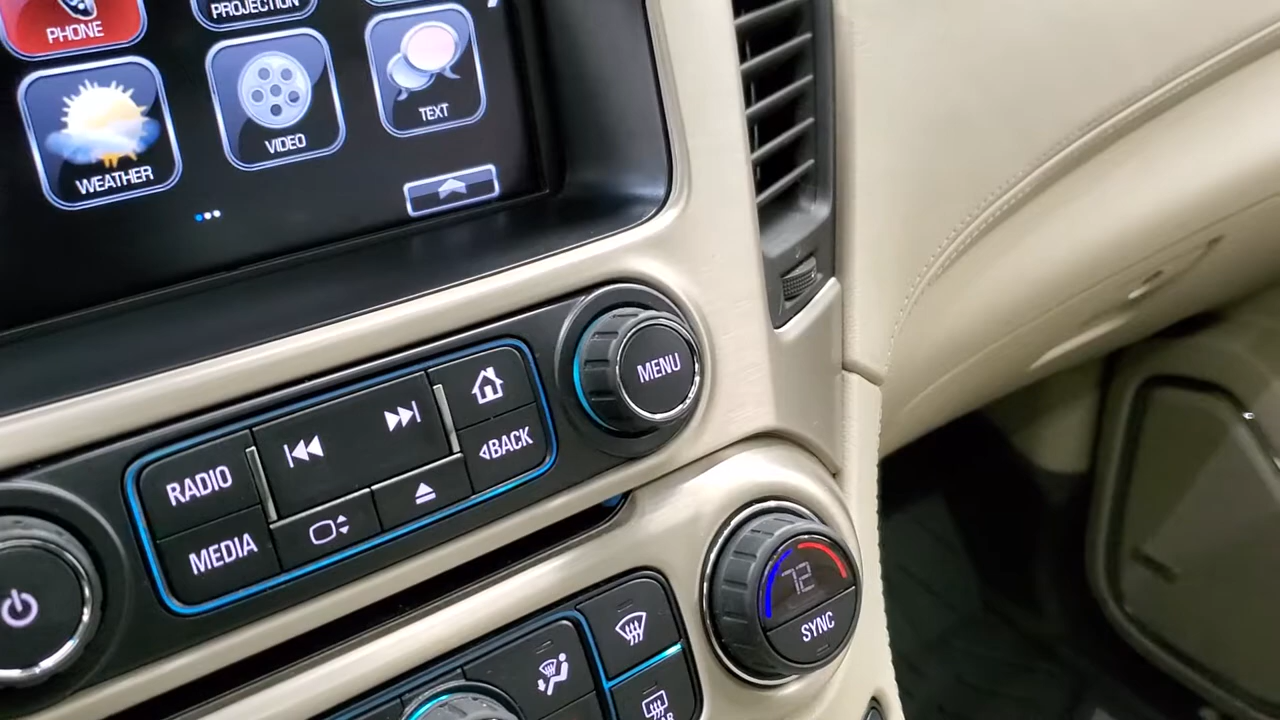 PHONE
PROJECTION
WEATHER
VIDEO
TEXT
RADIO
MEDIA
BACK
MENU
72
SYNC